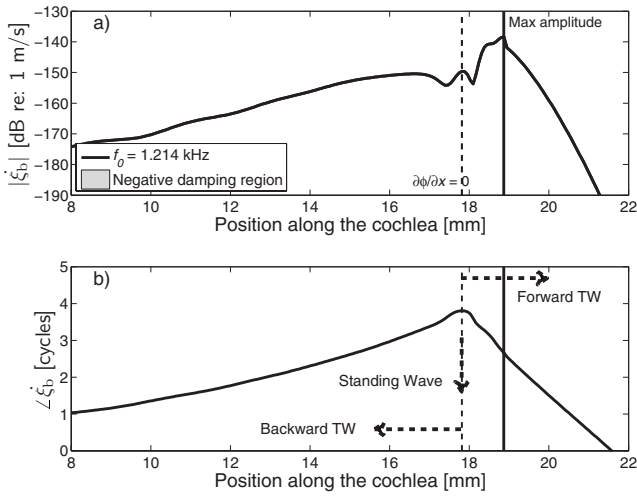 a)
Max amplitude
−130
−140
−150
−160
−170
−180
−190
|ξ̇b| [dB re: 1 m/s]
f0 = 1.214 kHz
Negative damping region
∂ϕ/∂x = 0
8 10 12 14 16 18 20 22
Position along the cochlea [mm]
b)
5
4
3
2
1
0
∠ξ̇b [cycles]
Forward TW
Standing Wave
Backward TW
8 10 12 14 16 18 20 22
Position along the cochlea [mm]